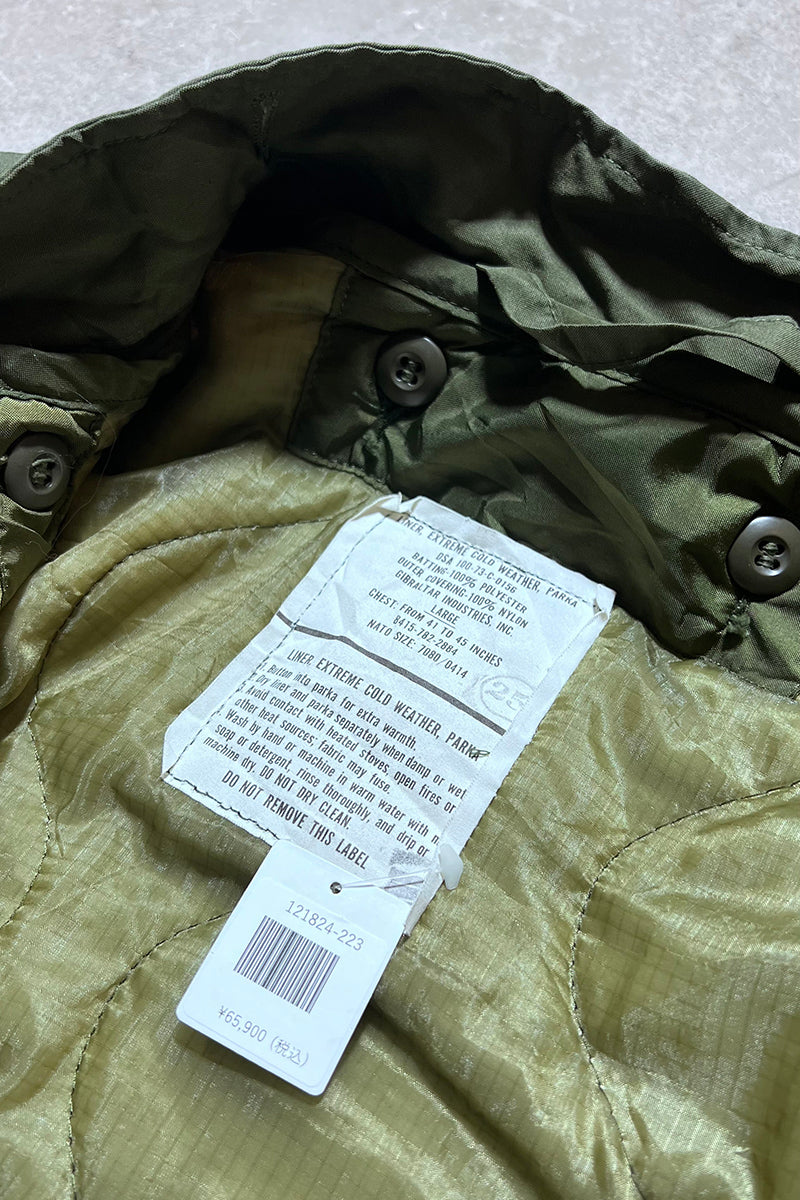 LINER, EXTREME COLD WEATHER, PARKA
DSA 100-73-C-0156
BATTING-100% POLYESTER
OUTER COVERING-100% NYLON
GIBRALTAR INDUSTRIES, INC.
LARGE
CHEST: FROM 41 TO 45 INCHES
8415-782-2884
NATO SIZE: 7080/0414
25
LINER, EXTREME COLD WEATHER, PARKA
. Button into parka for extra warmth.
. Dry liner and parka separately when damp or wet
. Avoid contact with heated stoves, open fires or
other heat sources; fabric may fuse.
. Wash by hand or machine in warm water with
soap or detergent, rinse thoroughly, and drip or
machine dry. DO NOT DRY CLEAN.
DO NOT REMOVE THIS LABEL
121824-223
¥65,900 (税込)